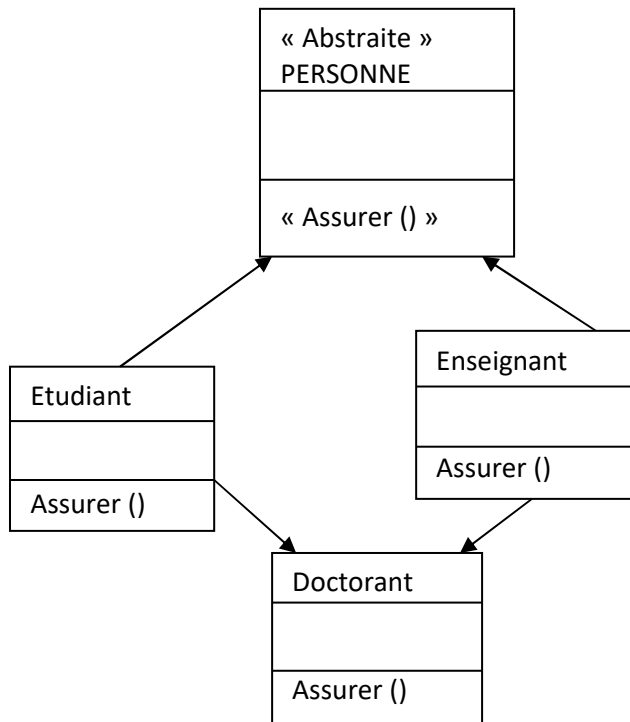 « Abstraite »
PERSONNE
« Assurer () »
Etudiant
Assurer ()
Enseignant
Assurer ()
Doctorant
Assurer ()